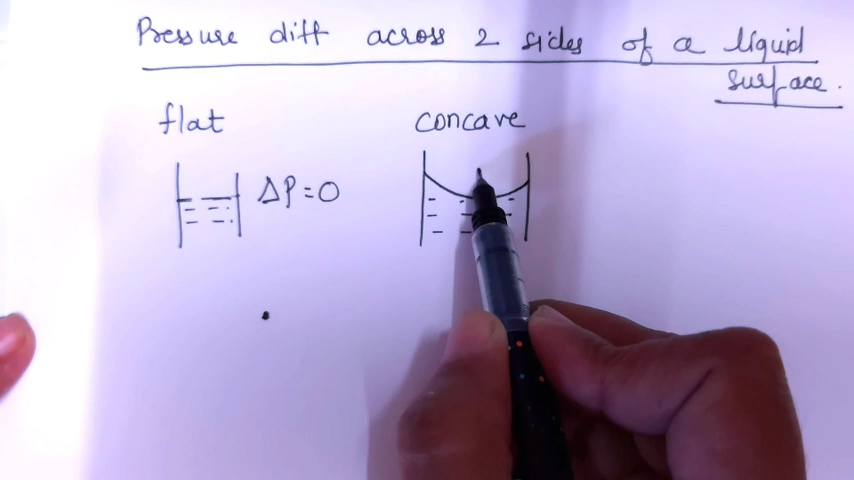 Pressure diff across 2 sides of a liquid
surface.
flat
concave
ΔP=0